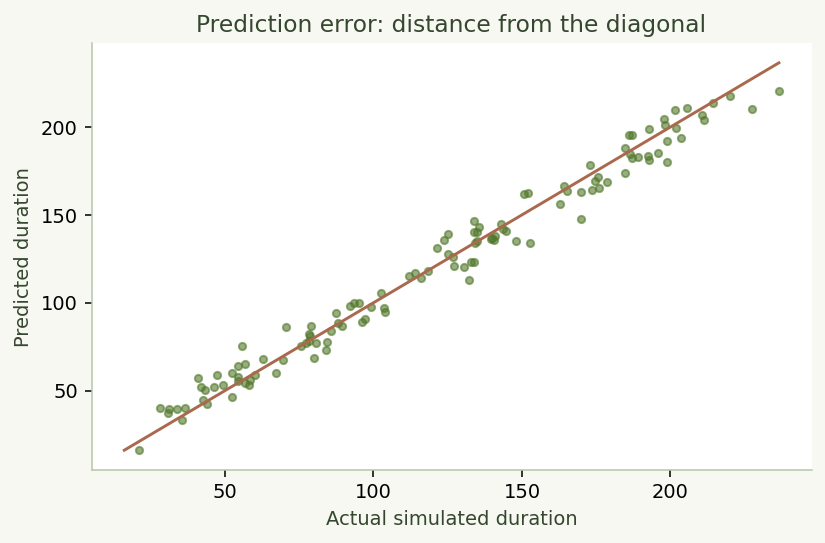 Prediction error: distance from the diagonal
200
150
100
50
Predicted duration
50
100
150
200
Actual simulated duration